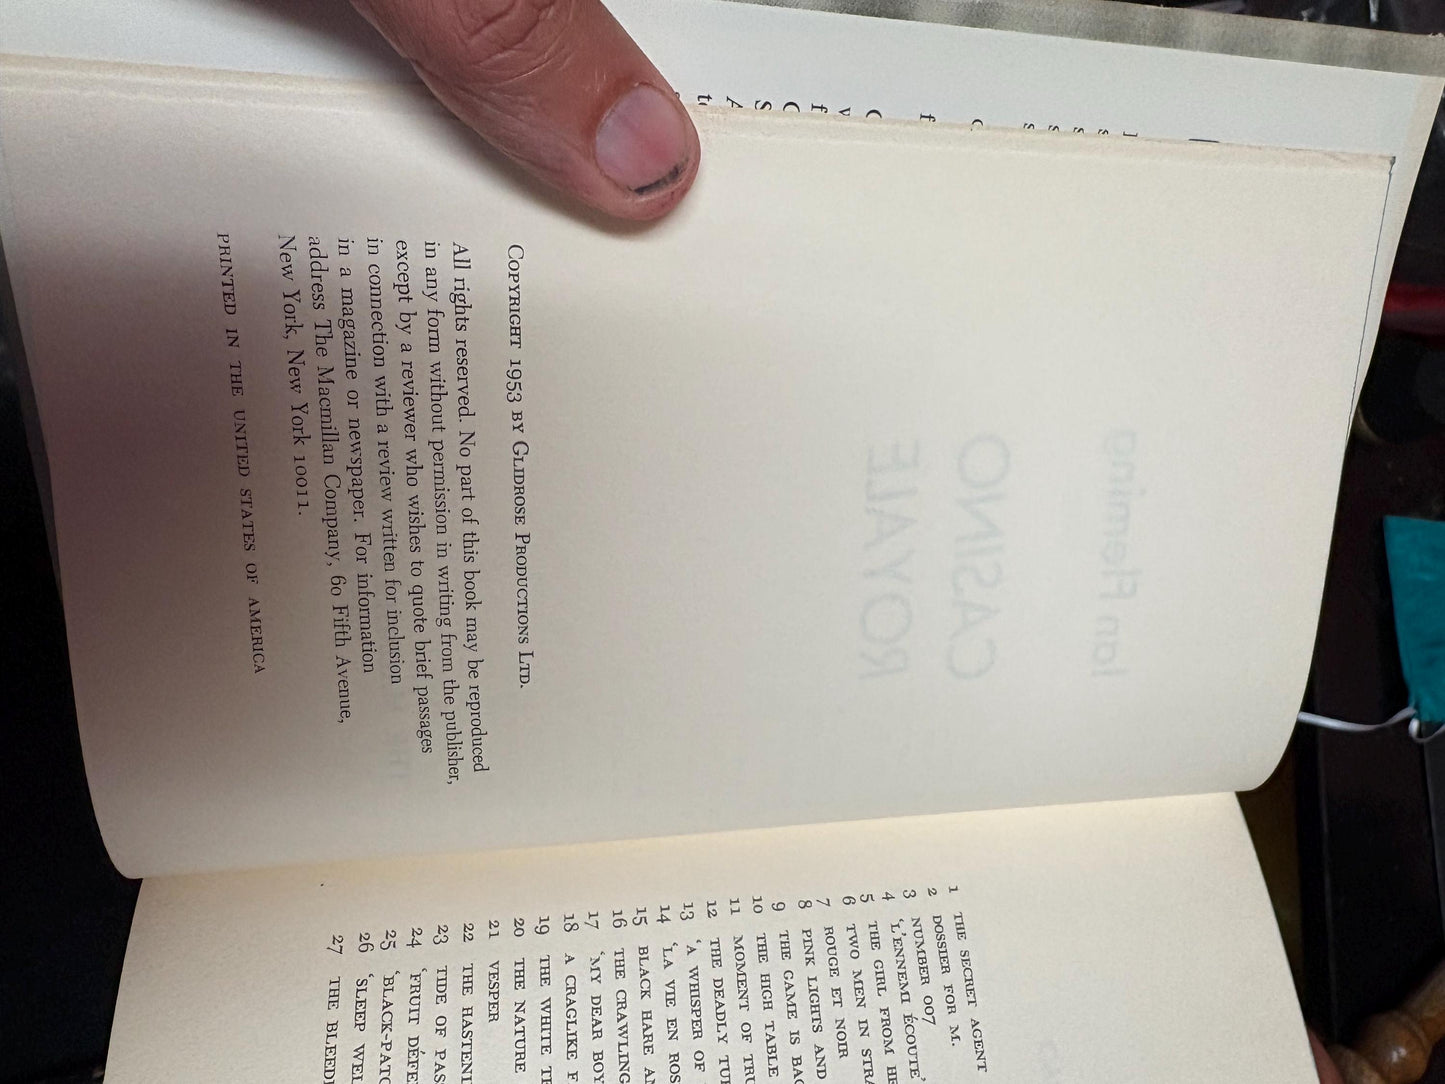 Ian Fleming
CASINO
ROYALE
COPYRIGHT 1953 BY GLIDROSE PRODUCTIONS LTD.
All rights reserved. No part of this book may be reproduced
in any form without permission in writing from the publisher,
except by a reviewer who wishes to quote brief passages
in connection with a review written for inclusion
in a magazine or newspaper. For information
address The Macmillan Company, 60 Fifth Avenue,
New York, New York 10011.
PRINTED IN THE UNITED STATES OF AMERICA
1 THE SECRET AGENT
2 DOSSIER FOR M.
3 NUMBER 007
4 ‘L’ENNEMI ÉCOUTE’
5 THE GIRL FROM
6 TWO MEN IN
7 ROUGE ET NOIR
8 PINK LIGHTS AND
9 THE GAME IS
10 THE HIGH TABLE
11 MOMENT OF
12 THE DEADLY
13 ‘A WHISPER OF
14 ‘LA VIE EN
15 BLACK HARE
16 THE CRAWLING
17 ‘MY DEAR BOY
18 A CRAGLIKE
19 THE WHITE
20 THE NATURE
21 VESPER
22 THE
23 TIDE OF
24 ‘FRUIT
25
26 ‘SLEEP
27 THE